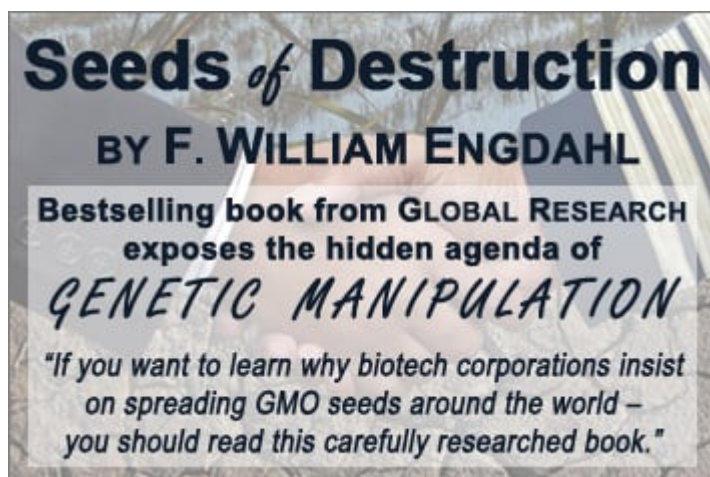 Seeds of Destruction
BY F. WILLIAM ENGDAHL
Bestselling book from GLOBAL RESEARCH
exposes the hidden agenda of
GENETIC MANIPULATION
“If you want to learn why biotech corporations insist
on spreading GMO seeds around the world –
you should read this carefully researched book.”